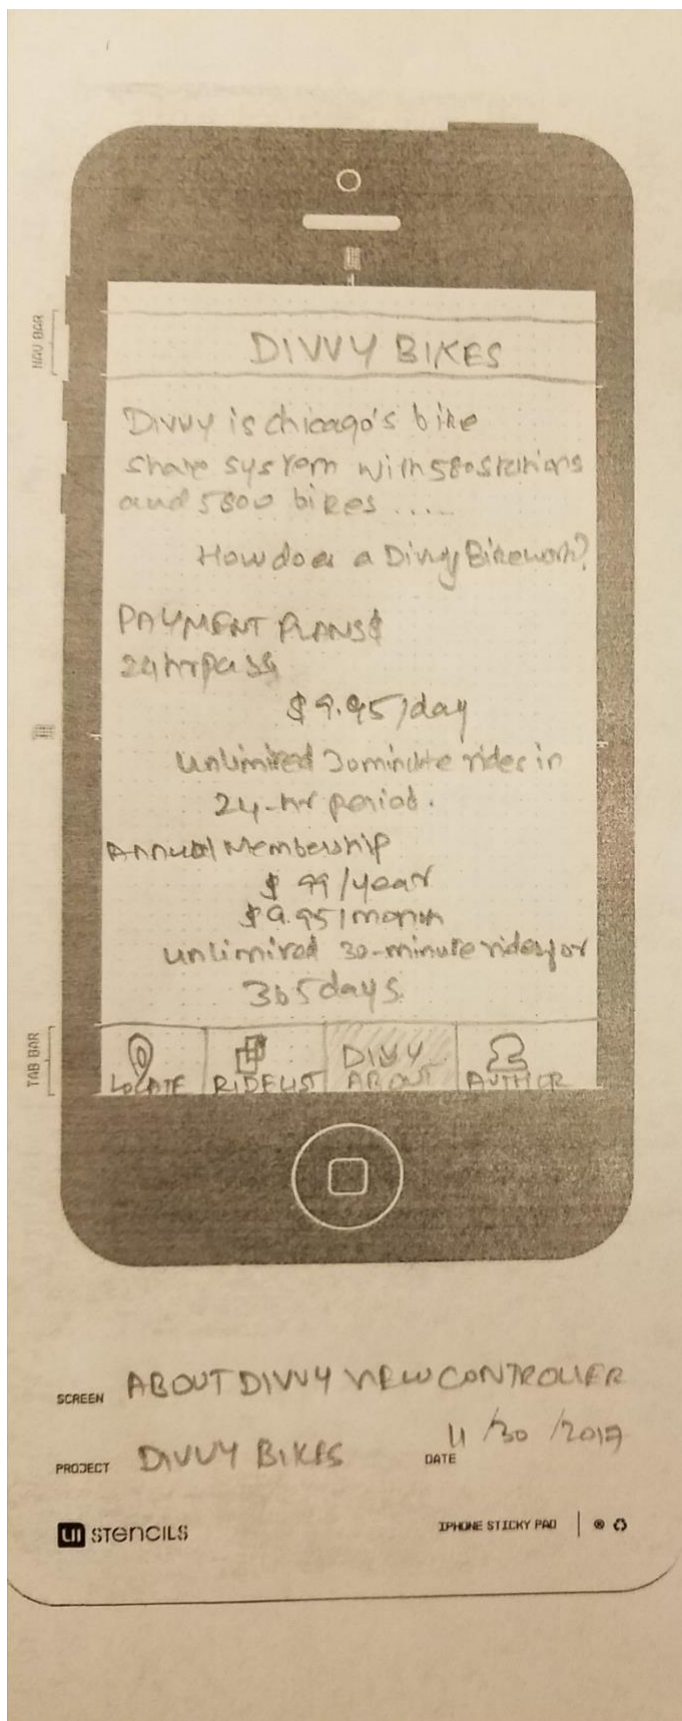 NAV BAR
DIVVY BIKES
Divvy is chicago's bike
share system with 580 stations
and 5800 bikes .....
How does a Divvy Bike work?
PAYMENT PLANS $
24 hr pass
$9.95/day
Unlimited 30 minute rides in
24-hr period.
Annual Membership
$99/year
$9.95/month
Unlimited 30-minute rides for
365 days.
TAB BAR
LOCATE RIDELIST DIVVY ABOUT AUTHOR
SCREEN ABOUT DIVVY VIEW CONTROLLER
PROJECT DIVVY BIKES DATE 11/30/2017
UI STENCILS IPHONE STICKY PAD ®